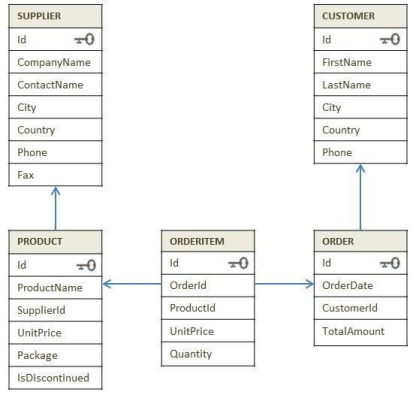 SUPPLIER
Id
CompanyName
ContactName
City
Country
Phone
Fax
CUSTOMER
Id
FirstName
LastName
City
Country
Phone
PRODUCT
Id
ProductName
SupplierId
UnitPrice
Package
IsDiscontinued
ORDERITEM
Id
OrderId
ProductId
UnitPrice
Quantity
ORDER
Id
OrderDate
CustomerId
TotalAmount